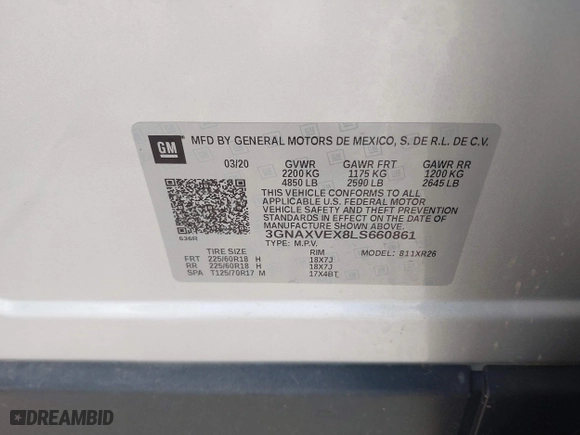 GM
MFD BY GENERAL MOTORS DE MEXICO, S. DE R.L. DE C.V.
03/20 GVWR GAWR FRT GAWR RR
2200 KG 1175 KG 1200 KG
4850 LB 2590 LB 2645 LB
THIS VEHICLE CONFORMS TO ALL
APPLICABLE U.S. FEDERAL MOTOR
VEHICLE SAFETY AND THEFT PREVENTION
STANDARDS IN EFFECT ON THE DATE OF
MANUFACTURE SHOWN ABOVE.
636R 3GNAXVEX8LS660861
TYPE: M.P.V.
TIRE SIZE RIM MODEL: 811XR26
FRT 225/60R18 H 18X7J
RR 225/60R18 H 18X7J
SPA T125/70R17 M 17X4BT
DREAMBID